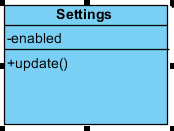 Settings
-enabled
+update()